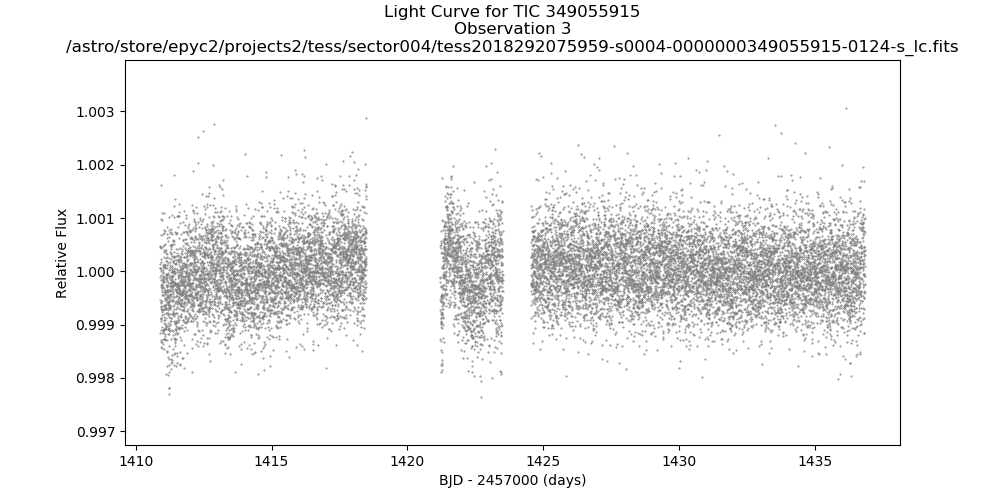 Light Curve for TIC 349055915
Observation 3
/astro/store/epyc2/projects2/tess/sector004/tess2018292075959-s0004-0000000349055915-0124-s_lc.fits
1.003
1.002
1.001
1.000
0.999
0.998
0.997
Relative Flux
1410 1415 1420 1425 1430 1435
BJD - 2457000 (days)